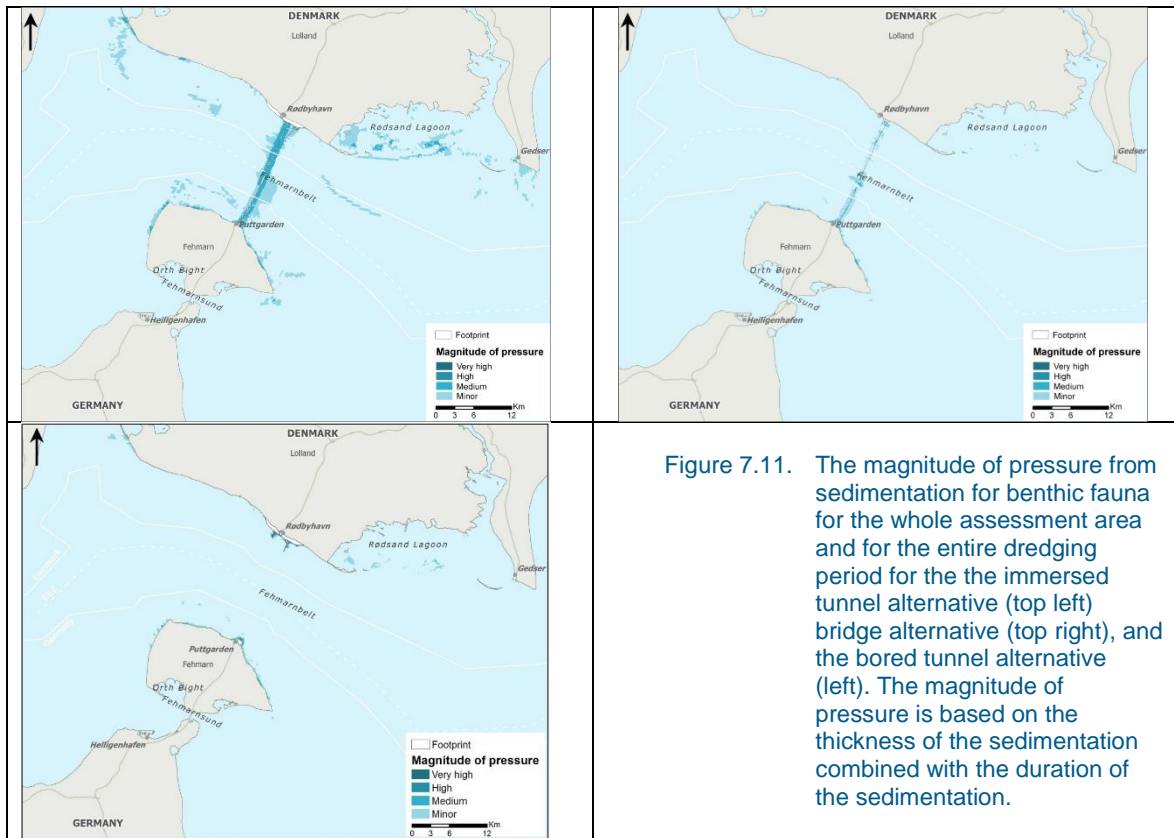 DENMARK
Lolland
Rødbyhavn
Rødsand Lagoon
Gedser
Fehmarnbelt
Puttgarden
Fehmarn
Orth Bight
Fehmarnsund
Heiligenhafen
GERMANY
Footprint
Magnitude of pressure
Very high
High
Medium
Minor
Km
0 3 6 12
DENMARK
Lolland
Rødbyhavn
Rødsand Lagoon
Gedser
Fehmarnbelt
Puttgarden
Fehmarn
Orth Bight
Fehmarnsund
Heiligenhafen
GERMANY
Footprint
Magnitude of pressure
Very high
High
Medium
Minor
Km
0 3 6 12
DENMARK
Lolland
Rødbyhavn
Rødsand Lagoon
Gedser
Fehmarnbelt
Puttgarden
Fehmarn
Orth Bight
Fehmarnsund
Heiligenhafen
GERMANY
Footprint
Magnitude of pressure
Very high
High
Medium
Minor
Km
0 3 6 12
Figure 7.11. The magnitude of pressure from
sedimentation for benthic fauna
for the whole assessment area
and for the entire dredging
period for the the immersed
tunnel alternative (top left)
bridge alternative (top right), and
the bored tunnel alternative
(left). The magnitude of
pressure is based on the
thickness of the sedimentation
combined with the duration of
the sedimentation.